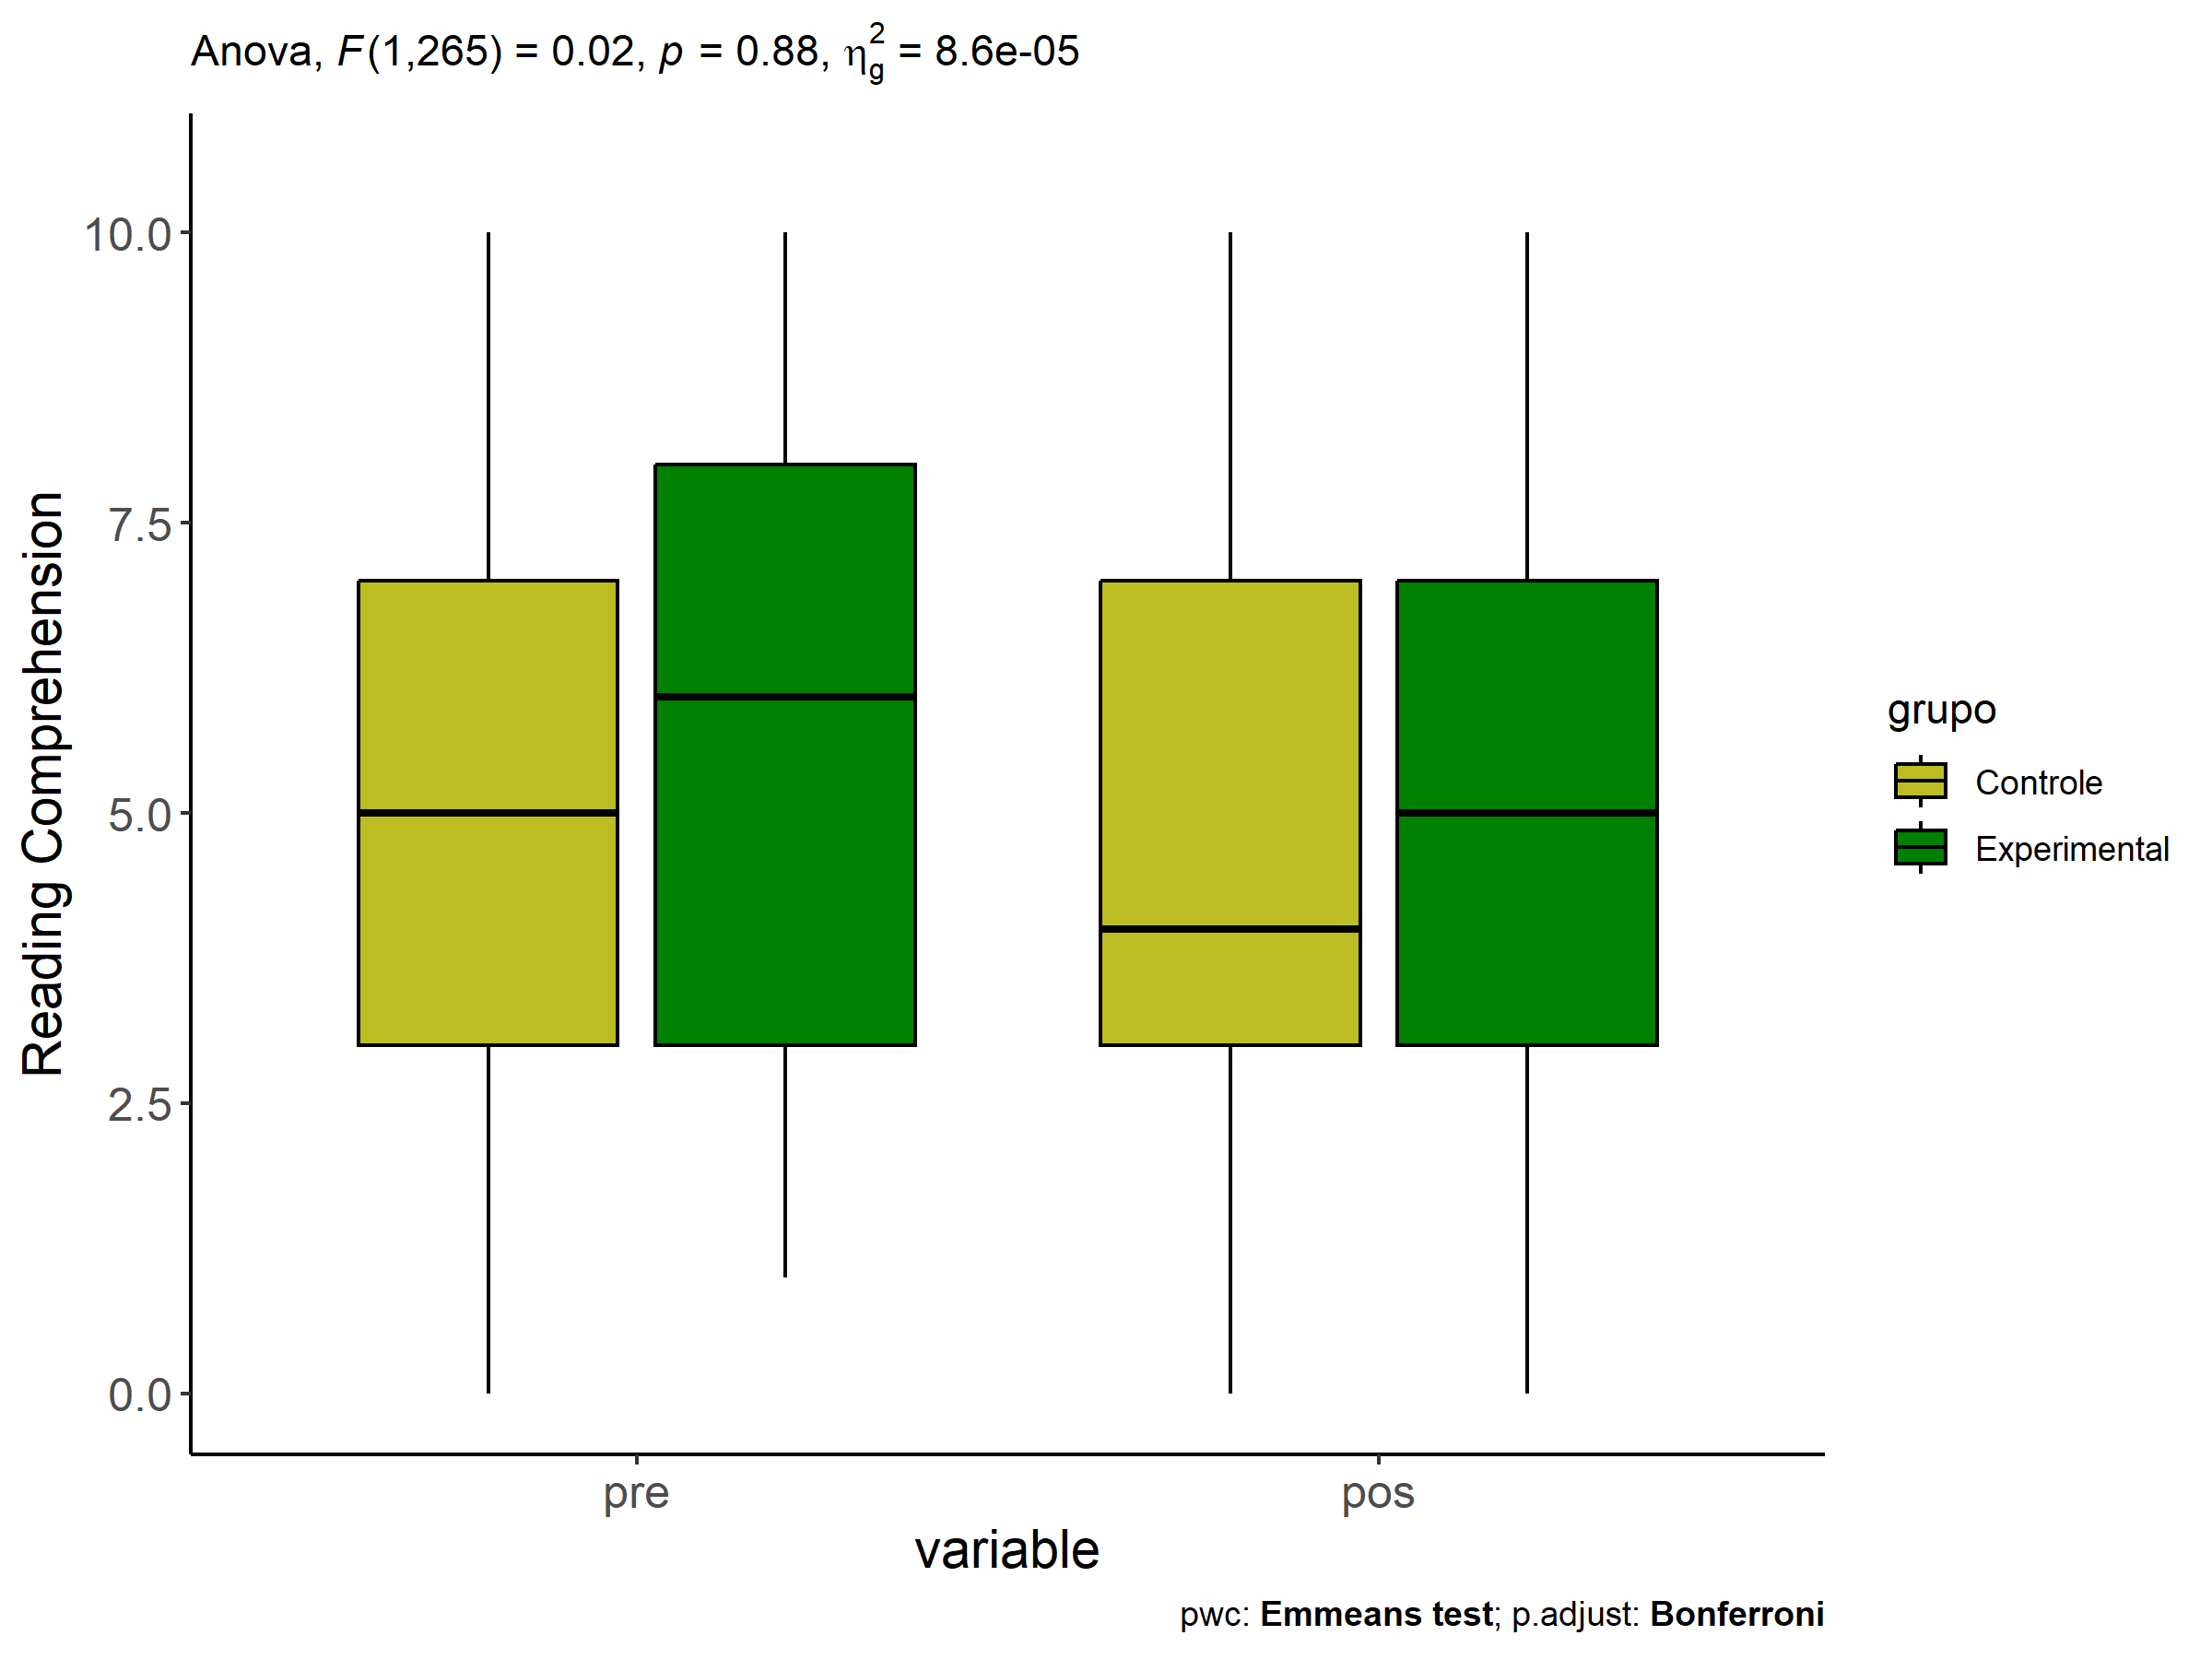 Anova, F(1,265) = 0.02, p = 0.88, η²g = 8.6e-05
Reading Comprehension
10.0
7.5
5.0
2.5
0.0
pre
pos
variable
grupo
Controle
Experimental
pwc: Emmeans test; p.adjust: Bonferroni